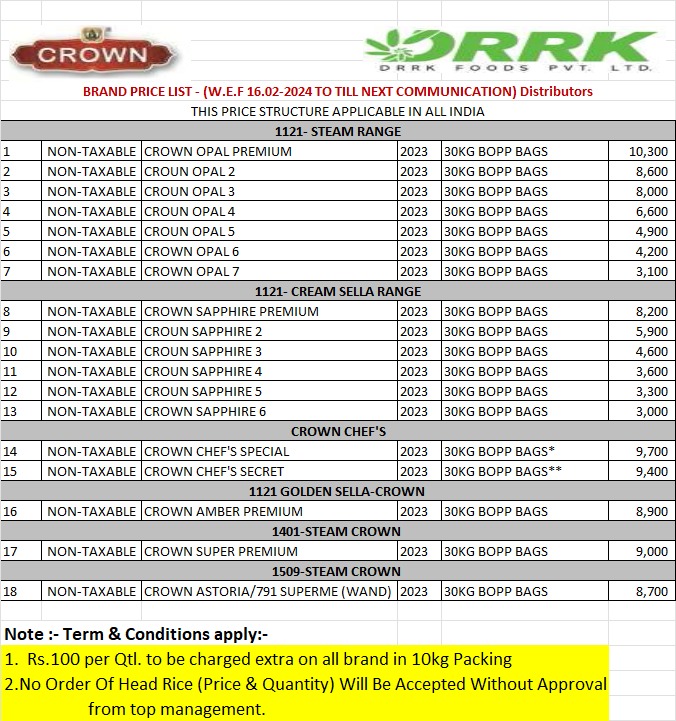 CROWN
DRRK
DRRK FOODS PVT. LTD.
BRAND PRICE LIST - (W.E.F 16.02-2024 TO TILL NEXT COMMUNICATION) Distributors
THIS PRICE STRUCTURE APPLICABLE IN ALL INDIA
1121- STEAM RANGE
1 NON-TAXABLE CROWN OPAL PREMIUM 2023 30KG BOPP BAGS 10,300
2 NON-TAXABLE CROUN OPAL 2 2023 30KG BOPP BAGS 8,600
3 NON-TAXABLE CROUN OPAL 3 2023 30KG BOPP BAGS 8,000
4 NON-TAXABLE CROUN OPAL 4 2023 30KG BOPP BAGS 6,600
5 NON-TAXABLE CROUN OPAL 5 2023 30KG BOPP BAGS 4,900
6 NON-TAXABLE CROWN OPAL 6 2023 30KG BOPP BAGS 4,200
7 NON-TAXABLE CROWN OPAL 7 2023 30KG BOPP BAGS 3,100
1121- CREAM SELLA RANGE
8 NON-TAXABLE CROWN SAPPHIRE PREMIUM 2023 30KG BOPP BAGS 8,200
9 NON-TAXABLE CROUN SAPPHIRE 2 2023 30KG BOPP BAGS 5,900
10 NON-TAXABLE CROUN SAPPHIRE 3 2023 30KG BOPP BAGS 4,600
11 NON-TAXABLE CROUN SAPPHIRE 4 2023 30KG BOPP BAGS 3,600
12 NON-TAXABLE CROUN SAPPHIRE 5 2023 30KG BOPP BAGS 3,300
13 NON-TAXABLE CROWN SAPPHIRE 6 2023 30KG BOPP BAGS 3,000
CROWN CHEF'S
14 NON-TAXABLE CROWN CHEF'S SPECIAL 2023 30KG BOPP BAGS* 9,700
15 NON-TAXABLE CROWN CHEF'S SECRET 2023 30KG BOPP BAGS** 9,400
1121 GOLDEN SELLA-CROWN
16 NON-TAXABLE CROWN AMBER PREMIUM 2023 30KG BOPP BAGS 8,900
1401-STEAM CROWN
17 NON-TAXABLE CROWN SUPER PREMIUM 2023 30KG BOPP BAGS 9,000
1509-STEAM CROWN
18 NON-TAXABLE CROWN ASTORIA/791 SUPERME (WAND) 2023 30KG BOPP BAGS 8,700
Note :- Term & Conditions apply:-
1. Rs.100 per Qtl. to be charged extra on all brand in 10kg Packing
2.No Order Of Head Rice (Price & Quantity) Will Be Accepted Without Approval
from top management.